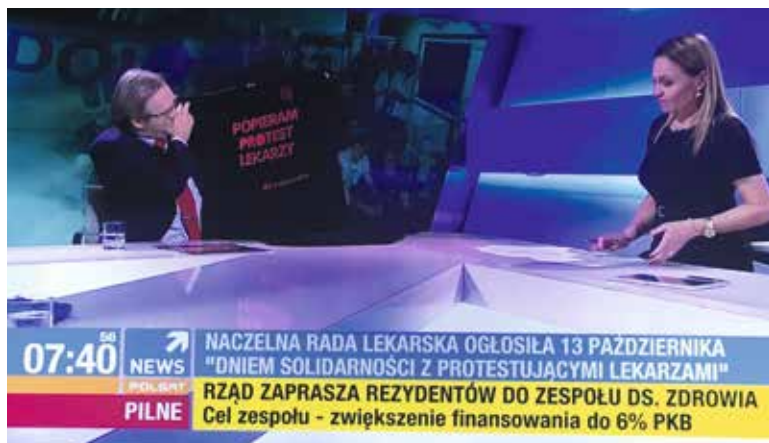 POPIERAM
PROTEST
LEKARZY
07:40 56
NEWS
POLSAT
PILNE
NACZELNA RADA LEKARSKA OGŁOSIŁA 13 PAŹDZIERNIKA
"DNIEM SOLIDARNOŚCI Z PROTESTUJĄCYMI LEKARZAMI"
RZĄD ZAPRASZA REZYDENTÓW DO ZESPOŁU DS. ZDROWIA
Cel zespołu - zwiększenie finansowania do 6% PKB